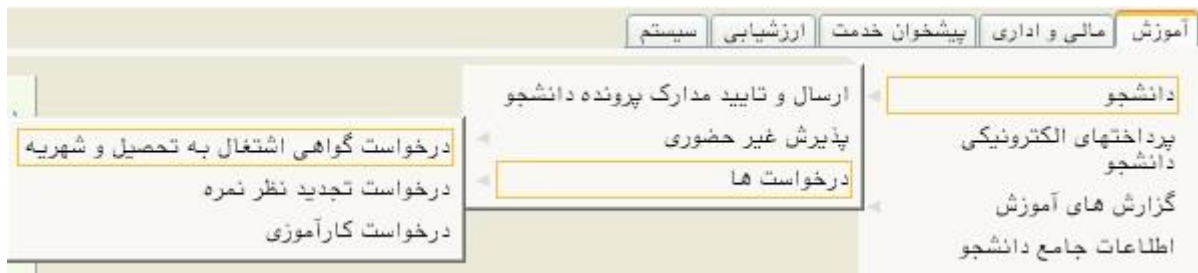 آموزش
مالی و اداری
پیشخوان خدمت
ارزشیابی
سیستم
دانشجو
پرداختهای الکترونیکی
دانشجو
گزارش های آموزش
اطلاعات جامع دانشجو
ارسال و تایید مدارک پرونده دانشجو
پذیرش غیر حضوری
درخواست ها
درخواست گواهی اشتغال به تحصیل و شهریه
درخواست تجدید نظر نمره
درخواست کارآموزی